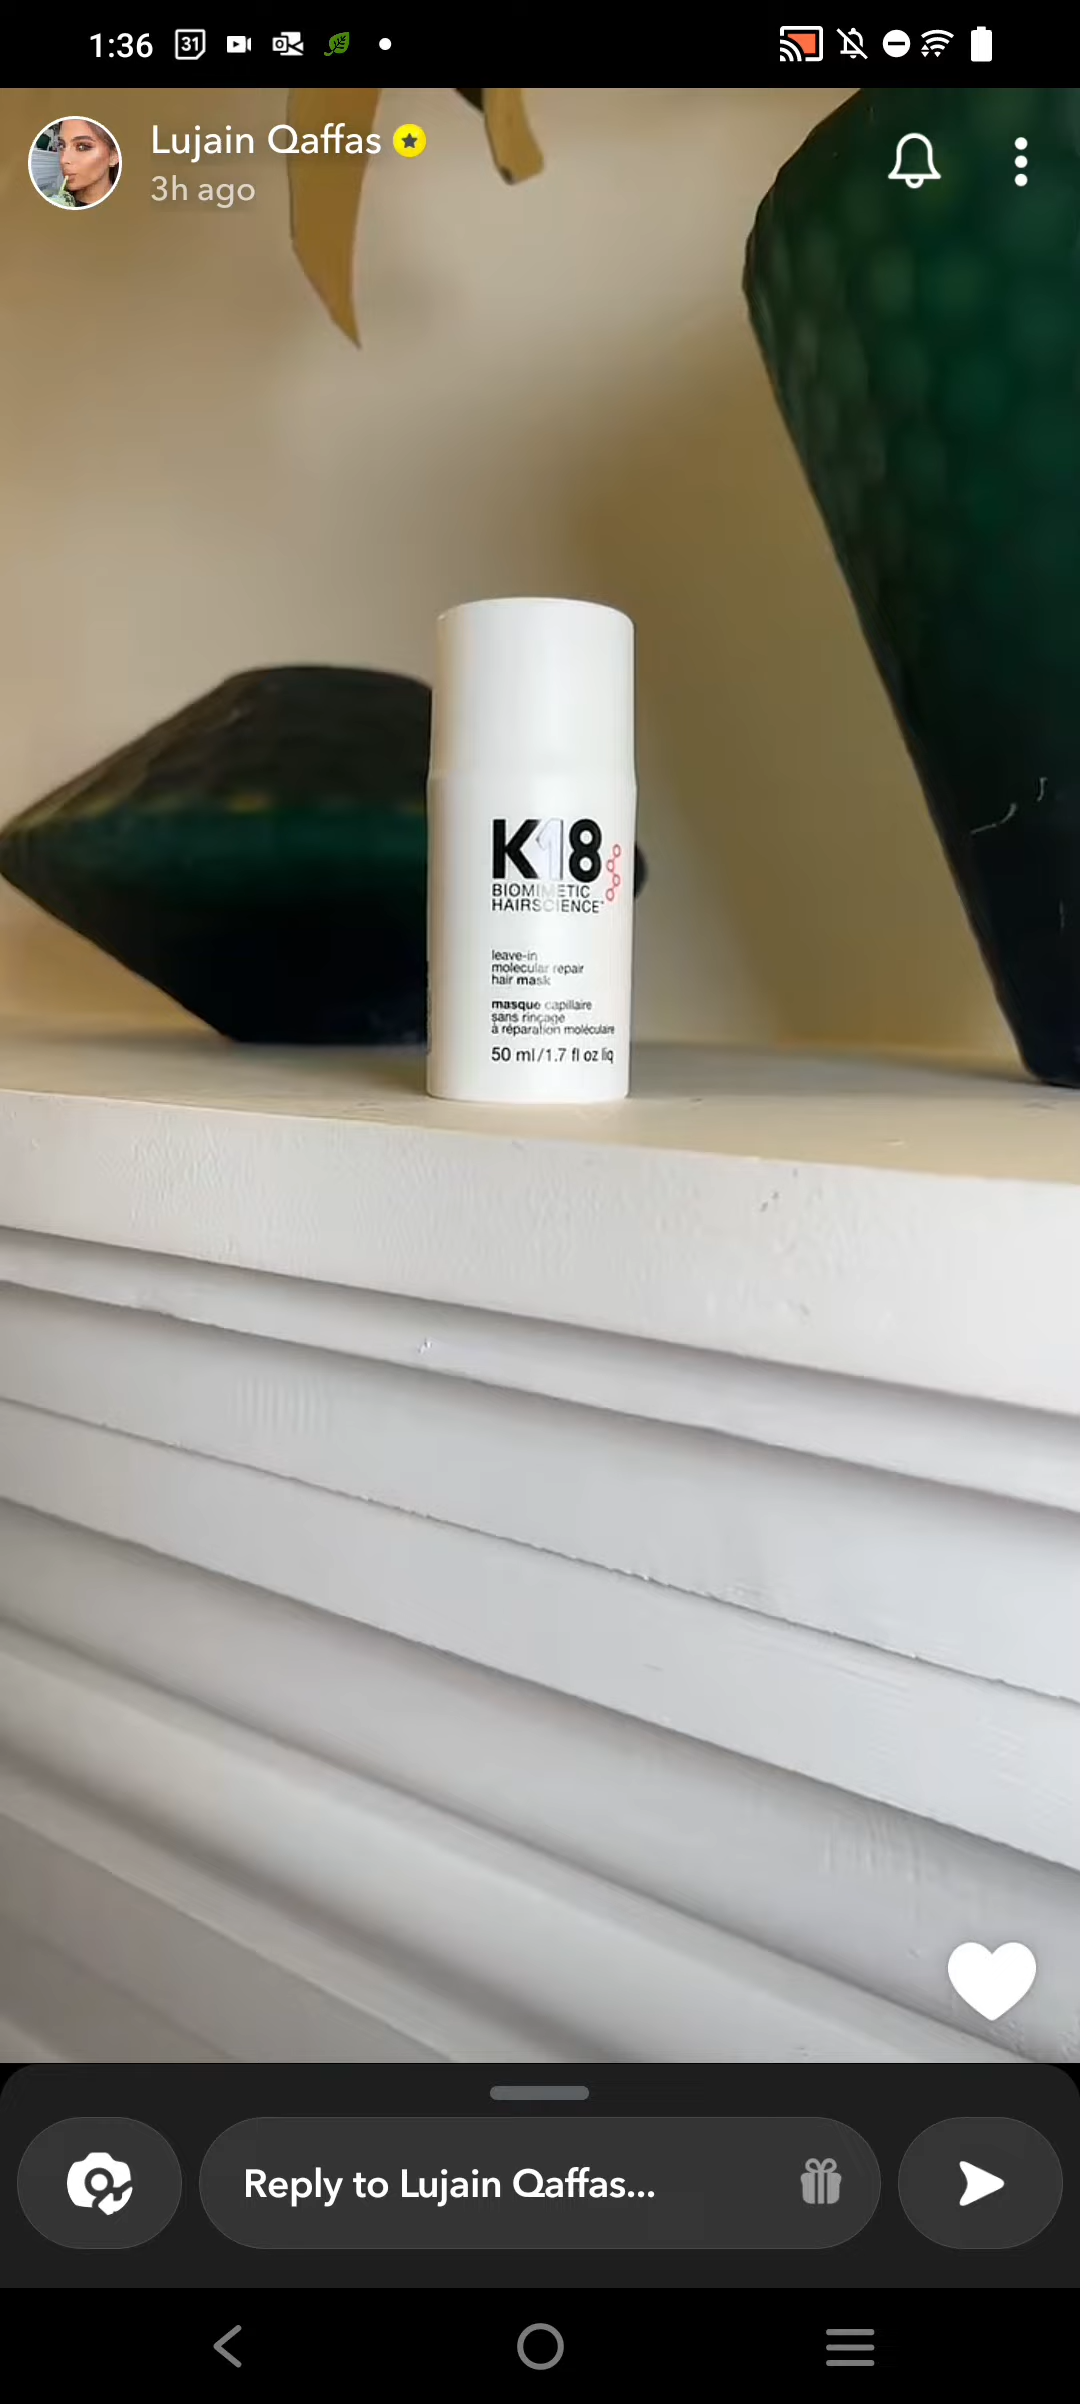 1:36
31
Lujain Qaffas
3h ago
K18
BIOMIMETIC
HAIRSCIENCE
leave-in
molecular repair
hair mask
masque capillaire
sans rinçage
à réparation moléculaire
50 ml/1.7 fl oz liq
Reply to Lujain Qaffas...